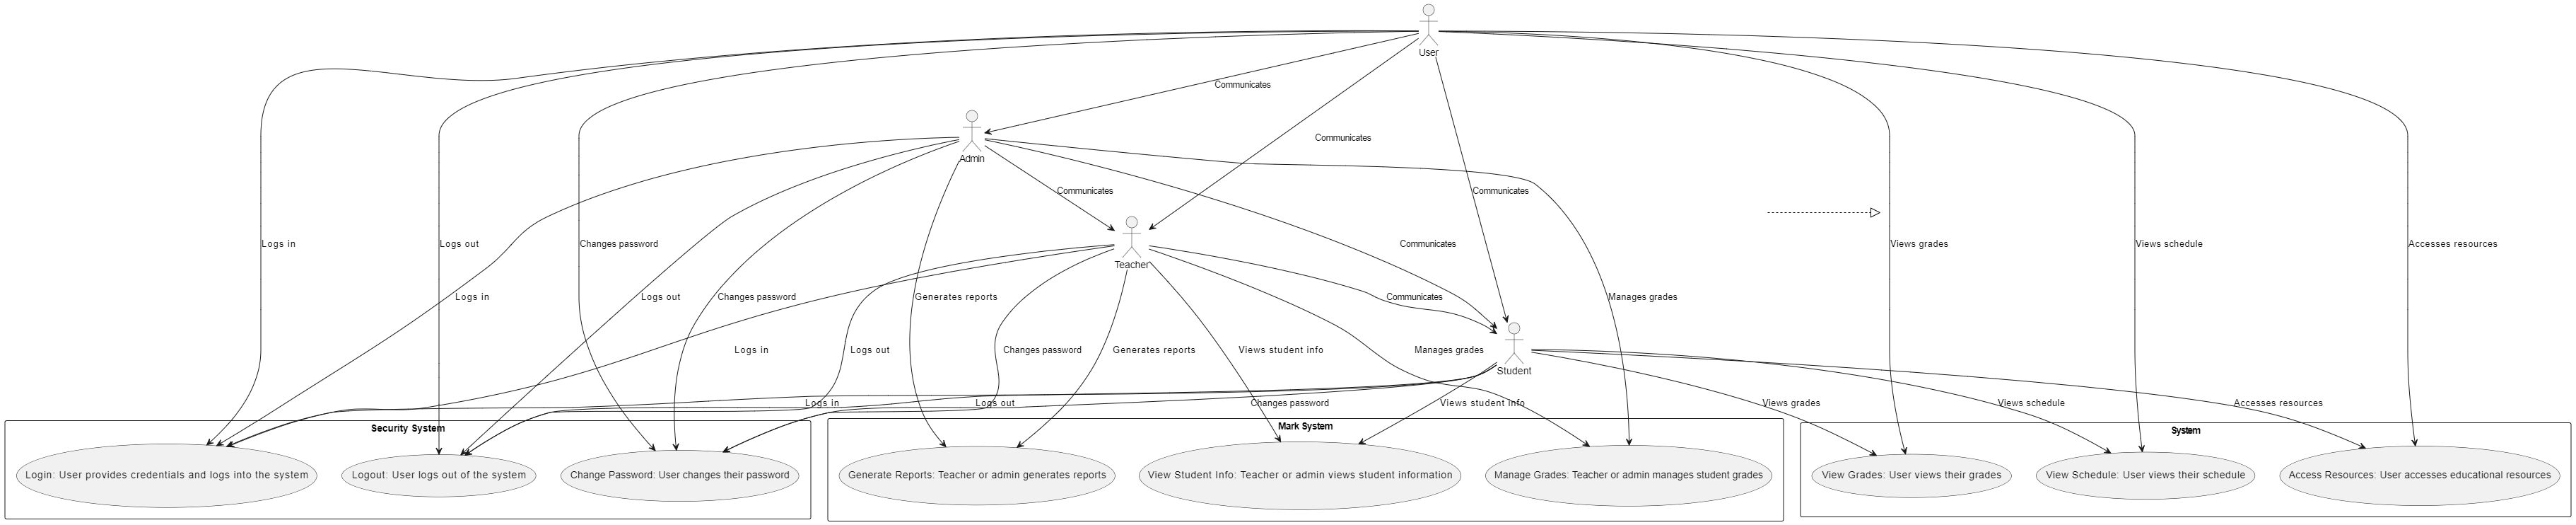 User
Communicates
Admin
Communicates
Communicates
Communicates
Teacher
Logs in
Logs out
Changes password
Communicates
Views grades
Views schedule
Accesses resources
Logs in
Logs out
Changes password
Generates reports
Communicates
Manages grades
Logs in
Logs out
Changes password
Generates reports
Views student info
Manages grades
Student
Logs in
Logs out
Changes password
Views student info
Views grades
Views schedule
Accesses resources
Security System
Mark System
System
Login: User provides credentials and logs into the system
Logout: User logs out of the system
Change Password: User changes their password
Generate Reports: Teacher or admin generates reports
View Student Info: Teacher or admin views student information
Manage Grades: Teacher or admin manages student grades
View Grades: User views their grades
View Schedule: User views their schedule
Access Resources: User accesses educational resources